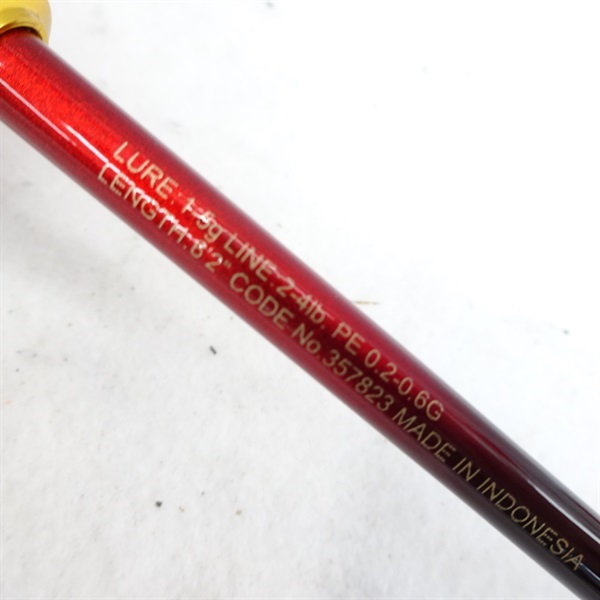 LURE: 1-5g LINE: 2-4lb, PE 0.2-0.6G
LENGTH: 6'2" CODE No.357823 MADE IN INDONESIA